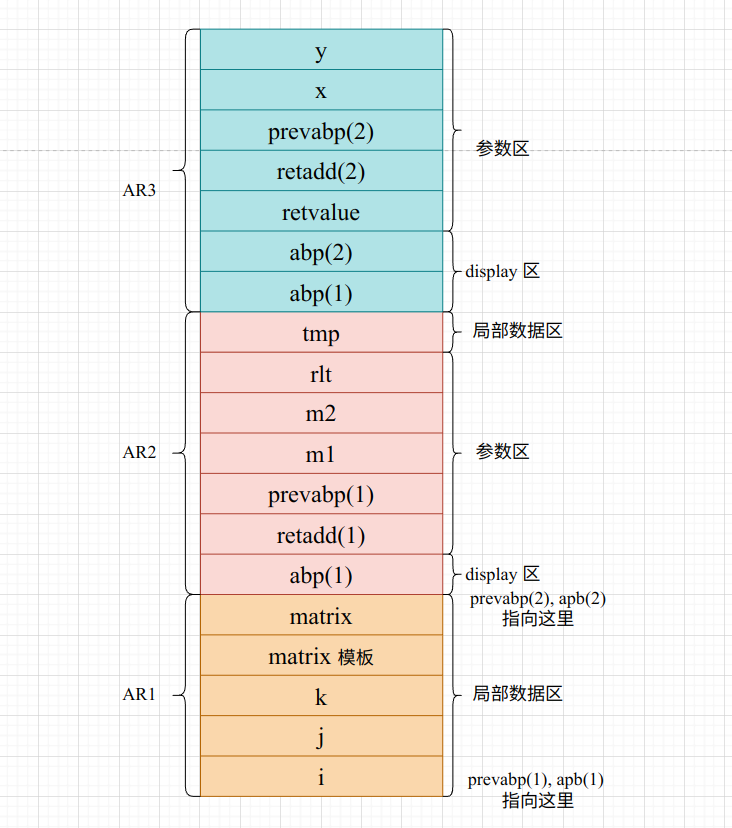 y
x
prevabp(2)
参数区
retadd(2)
AR3
retvalue
abp(2)
display 区
abp(1)
tmp
局部数据区
rlt
m2
m1
AR2
参数区
prevabp(1)
retadd(1)
abp(1)
display 区
prevabp(2), apb(2)
指向这里
matrix
matrix 模板
k
AR1
局部数据区
j
i
prevabp(1), apb(1)
指向这里